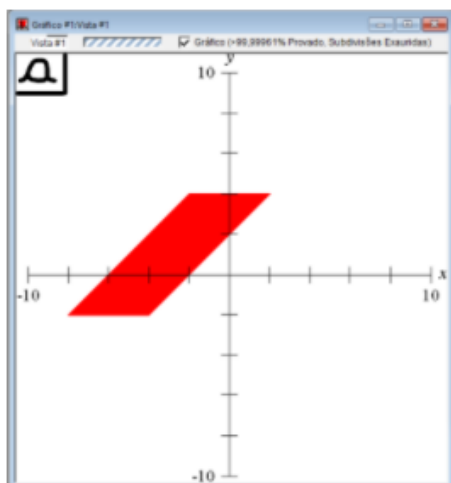 Gráfico #1:Vista #1
Vista #1 Gráfico (>99,99961% Provado, Subdivisões Exauridas)
a
y
10
x
-10 10
-10